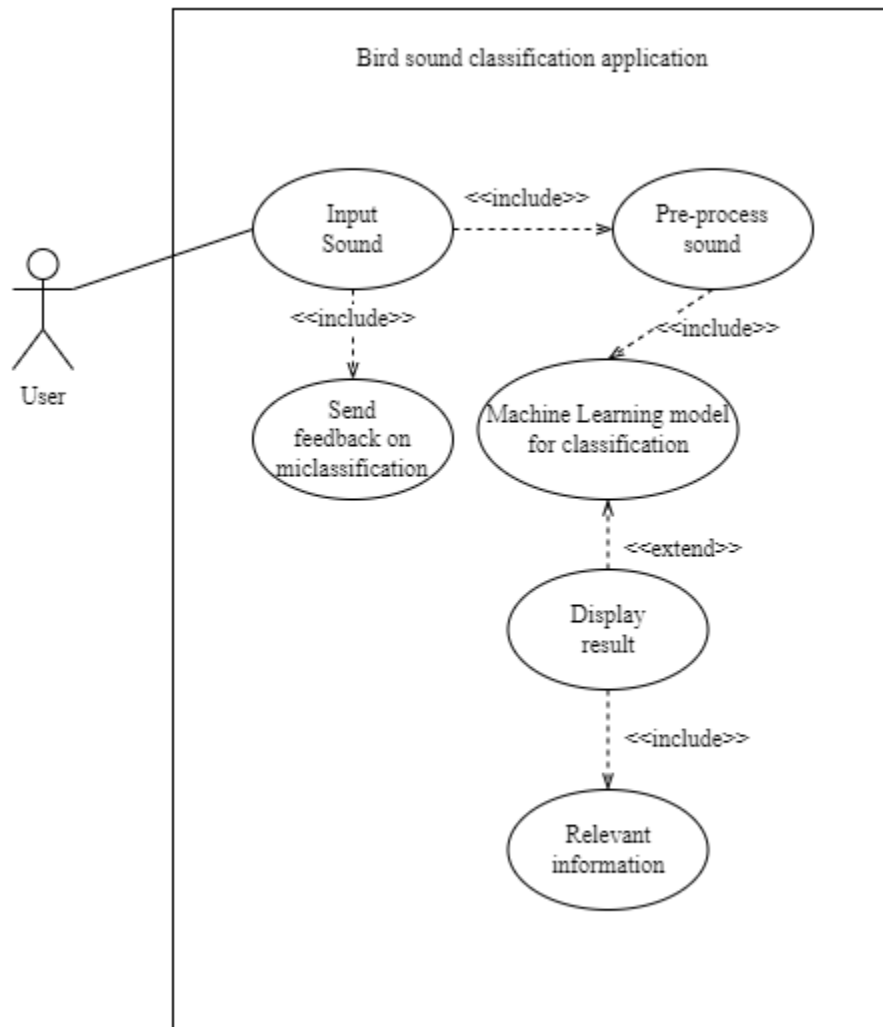 Bird sound classification application
Input
Sound
<<include>>
Pre-process
sound
<<include>>
<<include>>
User
Send
feedback on
miclassification
Machine Learning model
for classification
<<extend>>
Display
result
<<include>>
Relevant
information